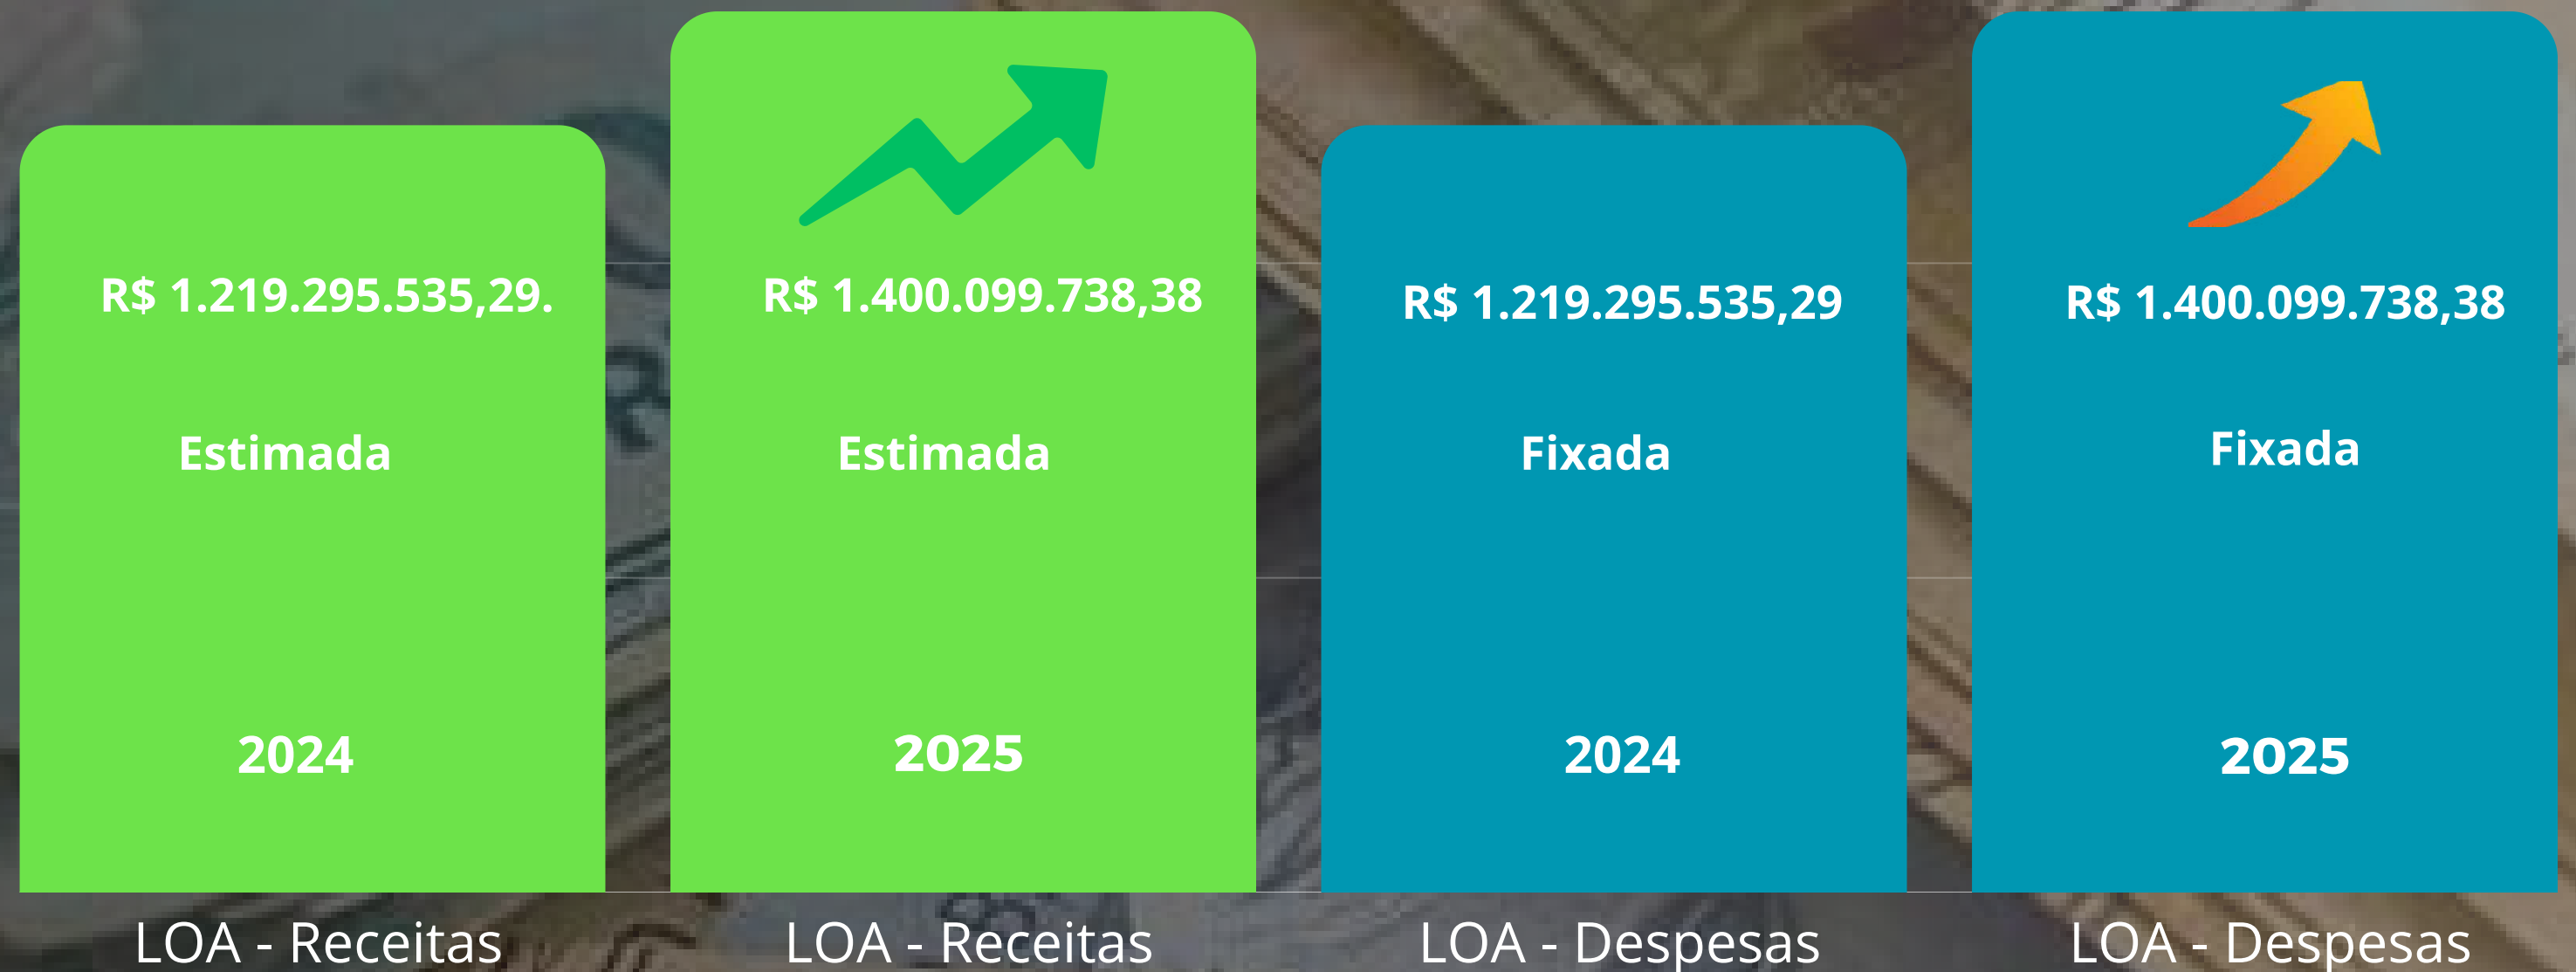 R$ 1.219.295.535,29.
Estimada
2024
LOA - Receitas
R$ 1.400.099.738,38
Estimada
2025
LOA - Receitas
R$ 1.219.295.535,29
Fixada
2024
LOA - Despesas
R$ 1.400.099.738,38
Fixada
2025
LOA - Despesas